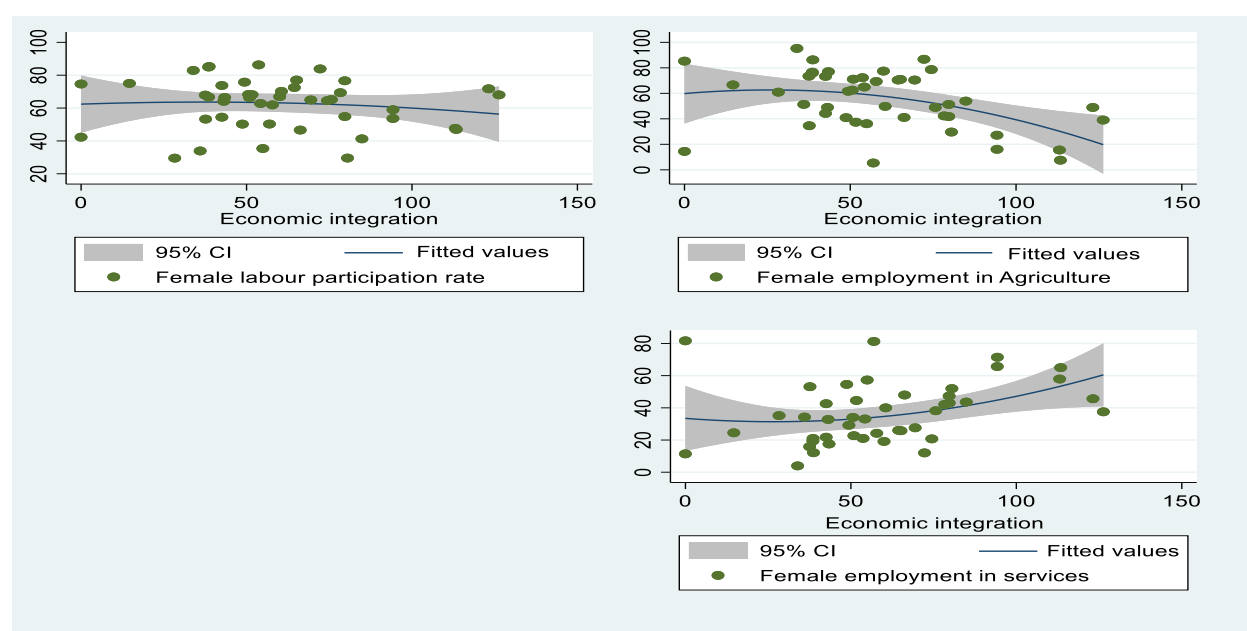 100
80
60
40
20
0 50 100 150
Economic integration
95% CI Fitted values
Female labour participation rate
100
80
60
40
20
0
0 50 100 150
Economic integration
95% CI Fitted values
Female employment in Agriculture
80
60
40
20
0
0 50 100 150
Economic integration
95% CI Fitted values
Female employment in services